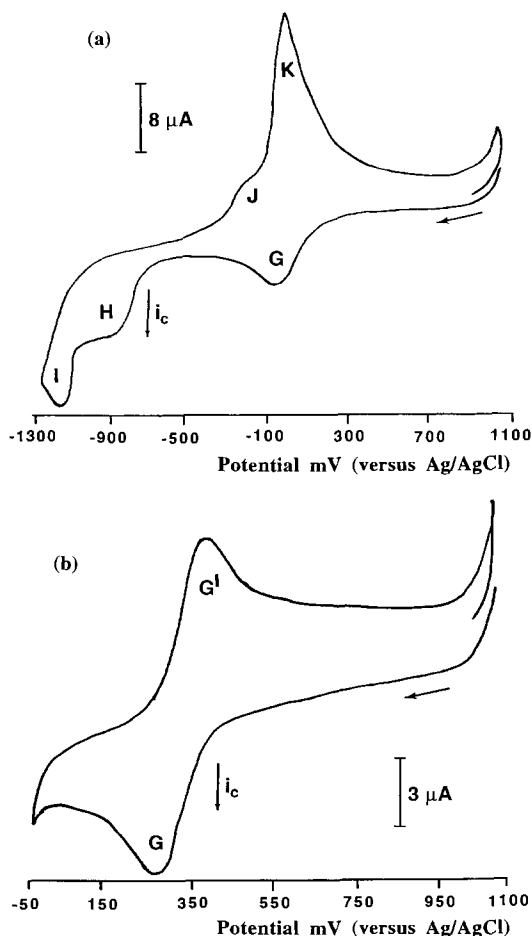 (a)
K
8 μA
J
G
H
i_c
I
-1300 -900 -500 -100 300 700 1100
Potential mV (versus Ag/AgCl)
(b)
G^I
i_c
3 μA
G
-50 150 350 550 750 950 1100
Potential mV (versus Ag/AgCl)